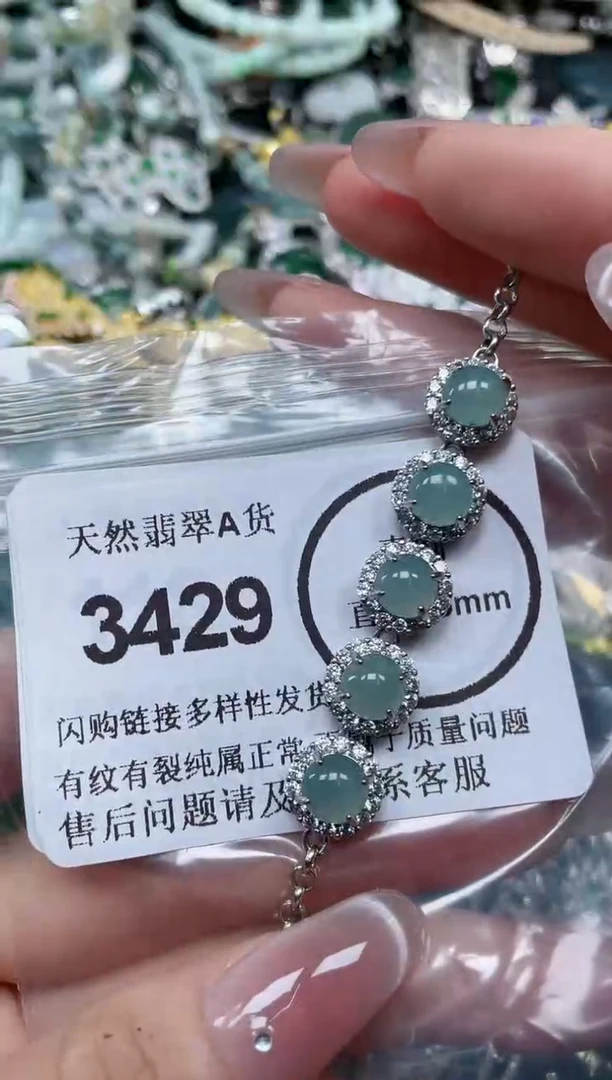 天然翡翠A货
3429
mm
闪购链接多样性发货
有纹有裂纯属正常 于质量问题
售后问题请及 系客服